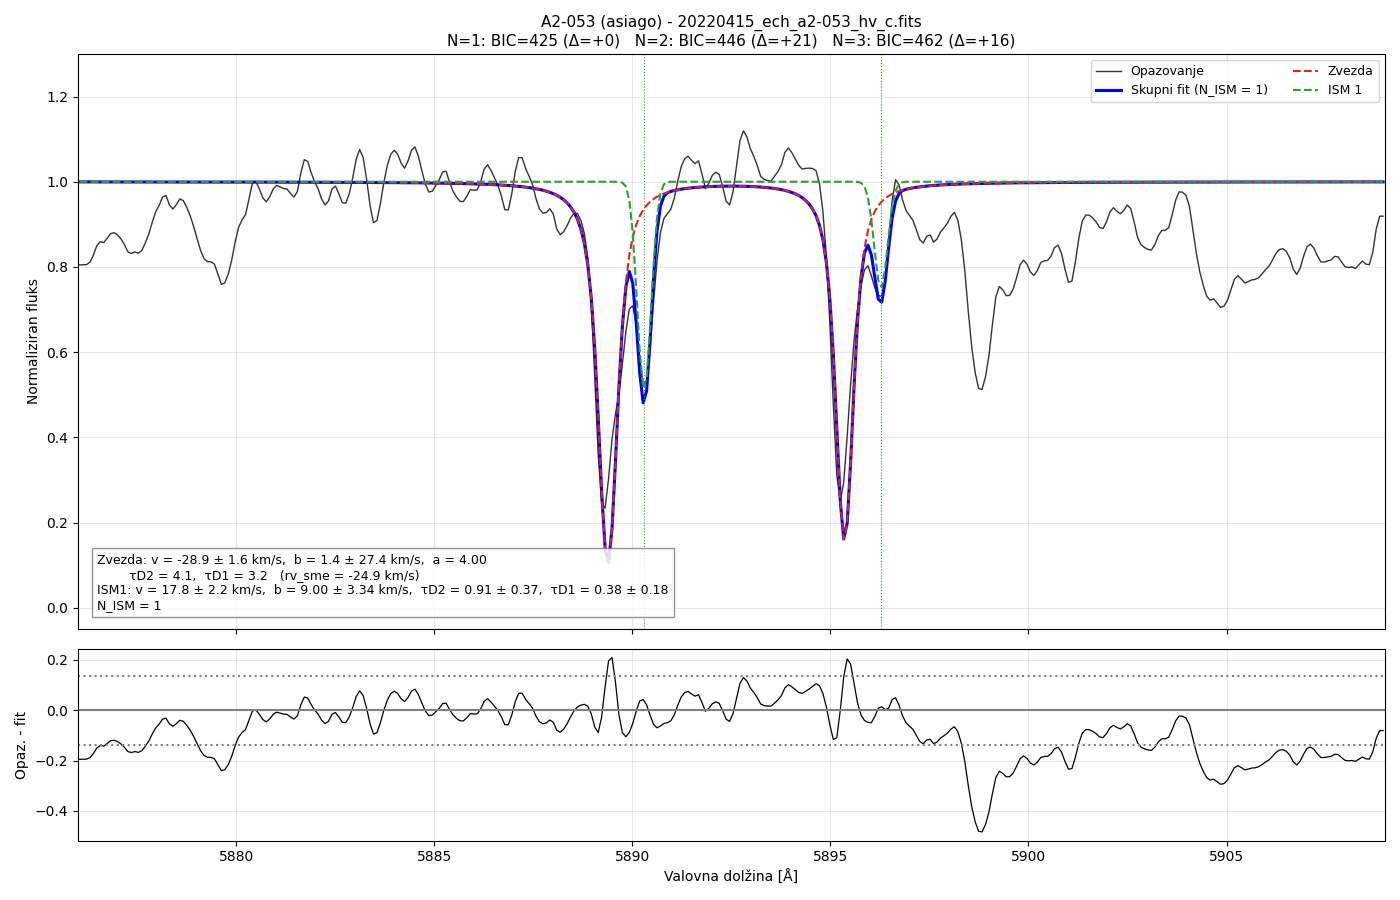 A2-053 (asiago) - 20220415_ech_a2-053_hv_c.fits
N=1: BIC=425 (Δ=+0)   N=2: BIC=446 (Δ=+21)   N=3: BIC=462 (Δ=+16)
Opazovanje
Skupni fit (N_ISM = 1)
Zvezda
ISM 1
Normaliziran fluks
1.2
1.0
0.8
0.6
0.4
0.2
0.0
Zvezda: v = -28.9 ± 1.6 km/s,  b = 1.4 ± 27.4 km/s,  a = 4.00
τD2 = 4.1,  τD1 = 3.2   (rv_sme = -24.9 km/s)
ISM1: v = 17.8 ± 2.2 km/s,  b = 9.00 ± 3.34 km/s,  τD2 = 0.91 ± 0.37,  τD1 = 0.38 ± 0.18
N_ISM = 1
Opaz. - fit
0.2
0.0
−0.2
−0.4
5880
5885
5890
5895
5900
5905
Valovna dolžina [Å]